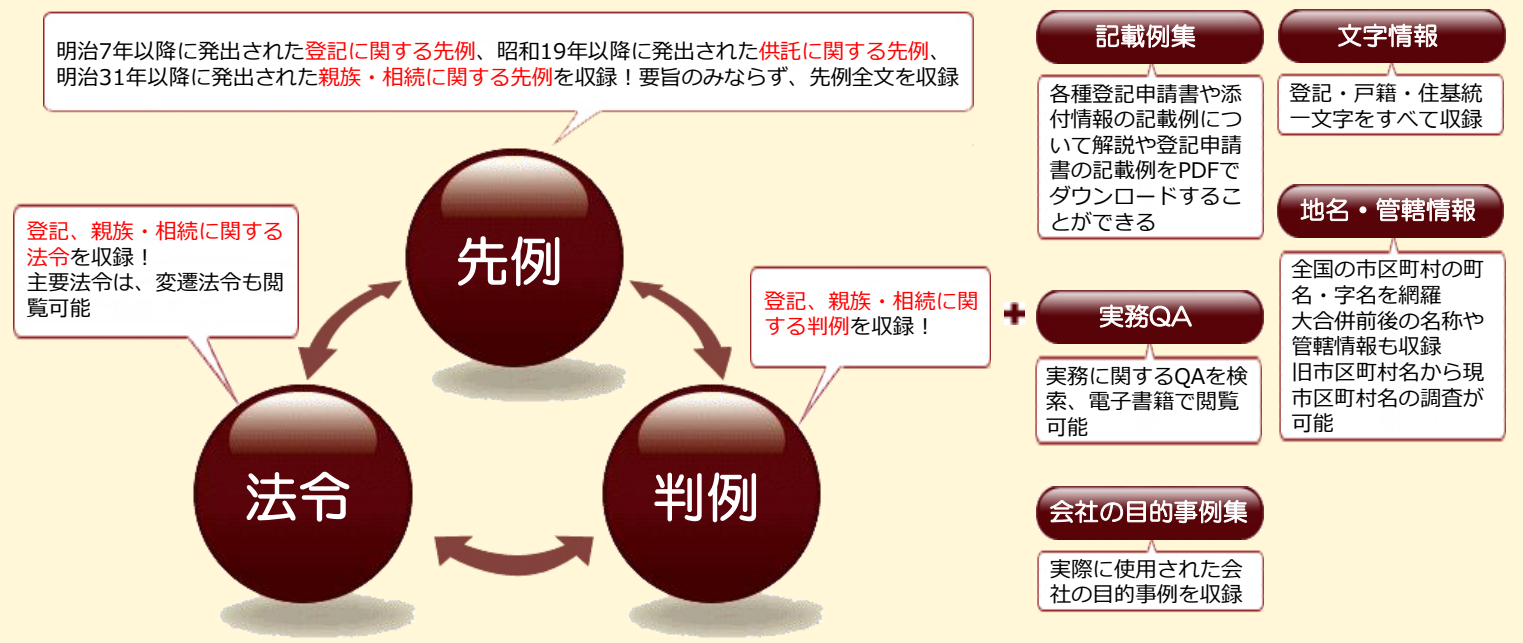 明治7年以降に発出された登記に関する先例、昭和19年以降に発出された供託に関する先例、
明治31年以降に発出された親族・相続に関する先例を収録！要旨のみならず、先例全文を収録
先例
登記、親族・相続に関する
法令を収録！
主要法令は、変遷法令も閲
覧可能
法令
登記、親族・相続に関
する判例を収録！
判例
記載例集
各種登記申請書や添
付情報の記載例につ
いて解説や登記申請
書の記載例をPDFで
ダウンロードするこ
とができる
実務QA
実務に関するQAを検
索、電子書籍で閲覧
可能
会社の目的事例集
実際に使用された会
社の目的事例を収録
文字情報
登記・戸籍・住基統
一文字をすべて収録
地名・管轄情報
全国の市区町村の町
名・字名を網羅
大合併前後の名称や
管轄情報も収録
旧市区町村名から現
市区町村名の調査が
可能